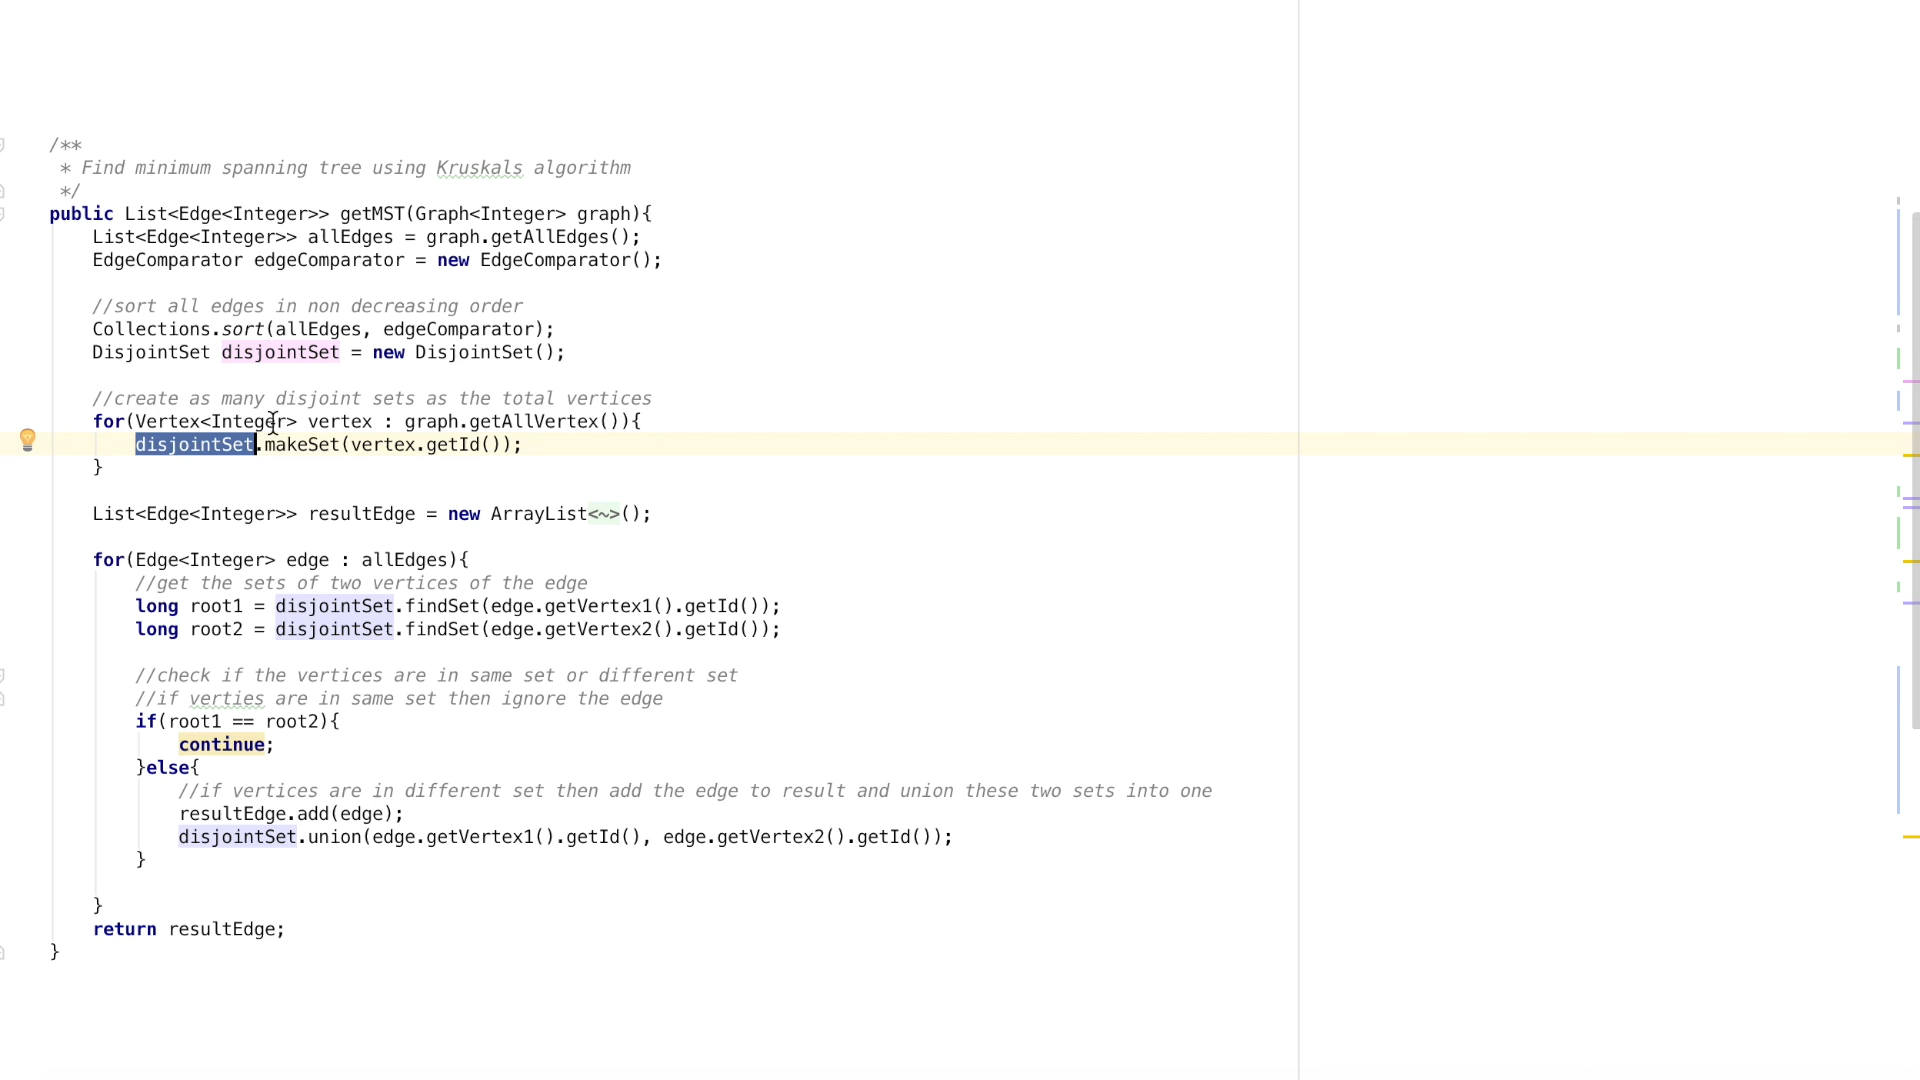 /**
* Find minimum spanning tree using Kruskals algorithm
*/
public List<Edge<Integer>> getMST(Graph<Integer> graph){
List<Edge<Integer>> allEdges = graph.getAllEdges();
EdgeComparator edgeComparator = new EdgeComparator();
//sort all edges in non decreasing order
Collections.sort(allEdges, edgeComparator);
DisjointSet disjointSet = new DisjointSet();
//create as many disjoint sets as the total vertices
for(Vertex<Integer> vertex : graph.getAllVertex()){
disjointSet.makeSet(vertex.getId());
}
List<Edge<Integer>> resultEdge = new ArrayList<~>();
for(Edge<Integer> edge : allEdges){
//get the sets of two vertices of the edge
long root1 = disjointSet.findSet(edge.getVertex1().getId());
long root2 = disjointSet.findSet(edge.getVertex2().getId());
//check if the vertices are in same set or different set
//if verties are in same set then ignore the edge
if(root1 == root2){
continue;
}else{
//if vertices are in different set then add the edge to result and union these two sets into one
resultEdge.add(edge);
disjointSet.union(edge.getVertex1().getId(), edge.getVertex2().getId());
}
}
return resultEdge;
}